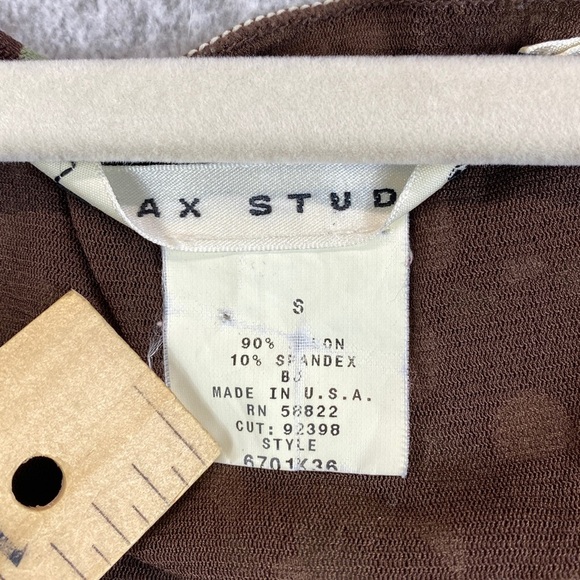 AX STUD
S
90%
10% SPANDEX
MADE IN U.S.A.
RN 58822
CUT: 92398
STYLE
6701K36